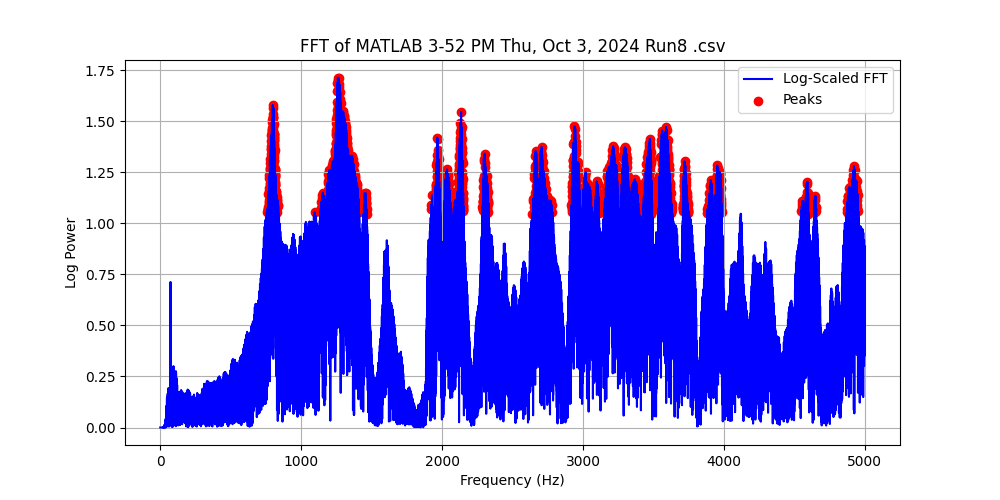 FFT of MATLAB 3-52 PM Thu, Oct 3, 2024 Run8 .csv
Log-Scaled FFT
Peaks
Log Power
1.75
1.50
1.25
1.00
0.75
0.50
0.25
0.00
0 1000 2000 3000 4000 5000
Frequency (Hz)